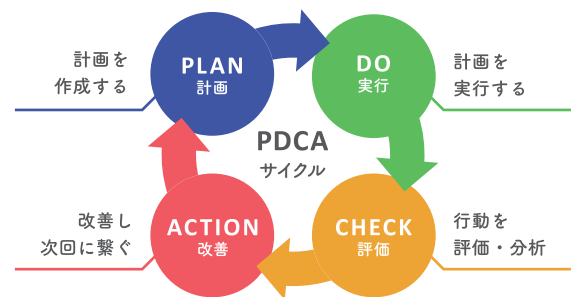 計画を
作成する
PLAN
計画
DO
実行
計画を
実行する
PDCA
サイクル
改善し
次回に繋ぐ
ACTION
改善
CHECK
評価
行動を
評価・分析